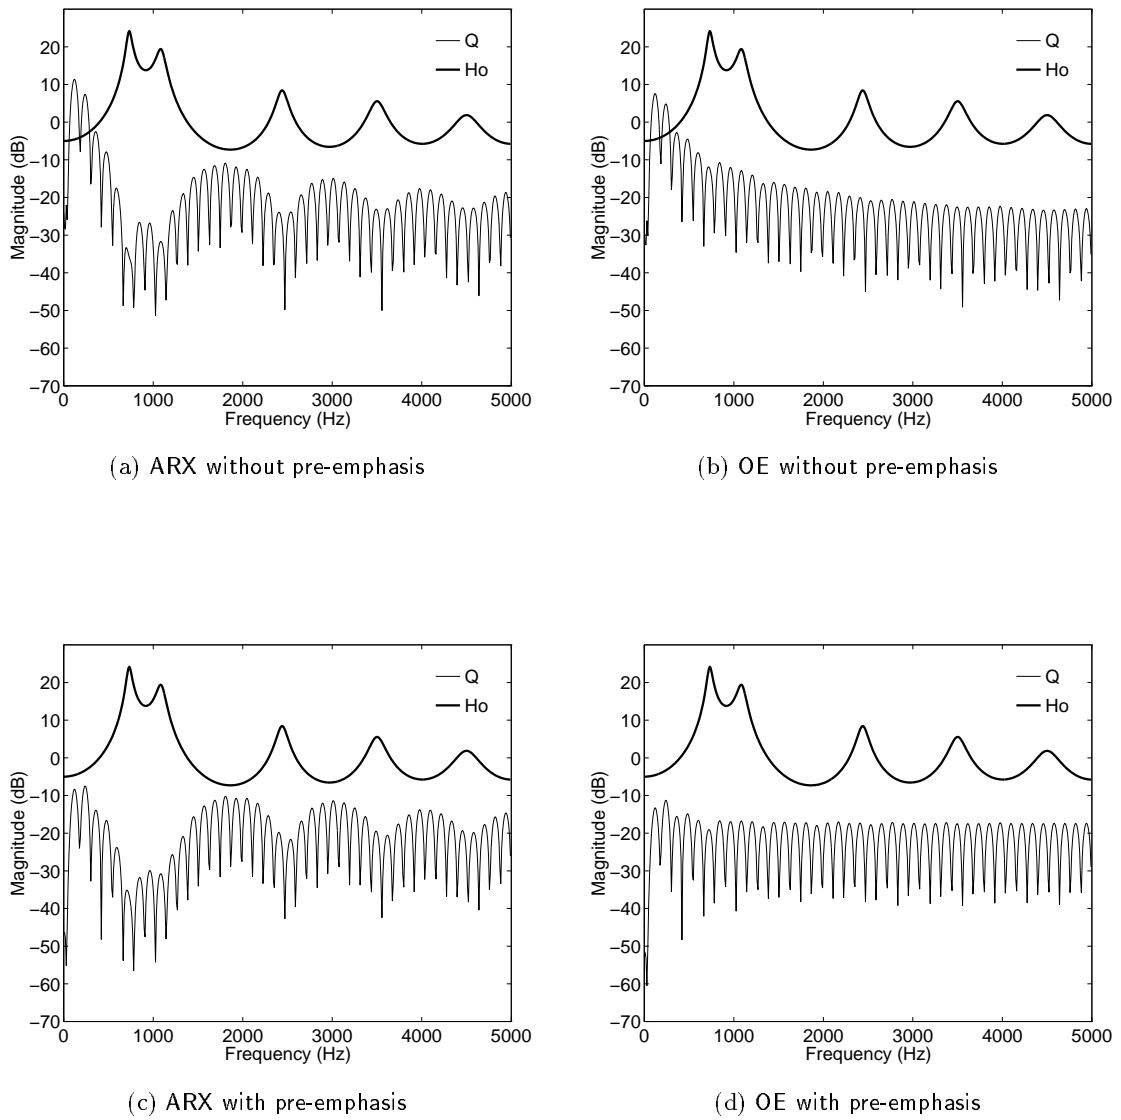 Q
Ho
20
10
0
−10
−20
−30
−40
−50
−60
−70
Magnitude (dB)
0 1000 2000 3000 4000 5000
Frequency (Hz)
(a) ARX without pre-emphasis
Q
Ho
20
10
0
−10
−20
−30
−40
−50
−60
−70
Magnitude (dB)
0 1000 2000 3000 4000 5000
Frequency (Hz)
(b) OE without pre-emphasis
Q
Ho
20
10
0
−10
−20
−30
−40
−50
−60
−70
Magnitude (dB)
0 1000 2000 3000 4000 5000
Frequency (Hz)
(c) ARX with pre-emphasis
Q
Ho
20
10
0
−10
−20
−30
−40
−50
−60
−70
Magnitude (dB)
0 1000 2000 3000 4000 5000
Frequency (Hz)
(d) OE with pre-emphasis